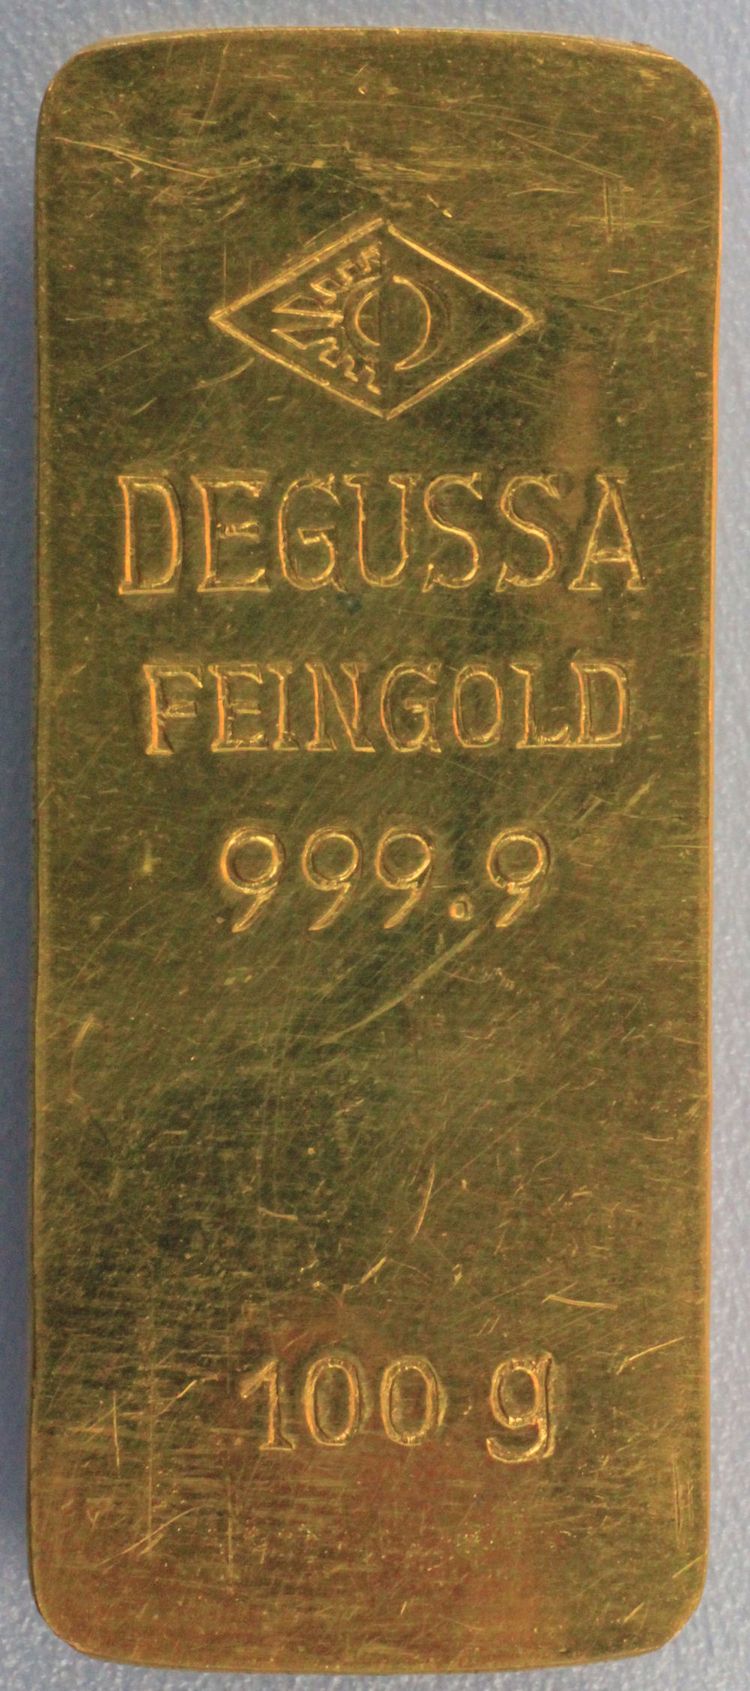 DEGUSSA
FEINGOLD
999.9
100 g